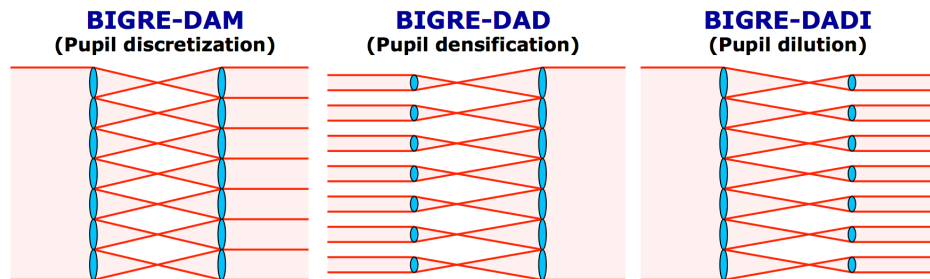 BIGRE-DAM
(Pupil discretization)
BIGRE-DAD
(Pupil densification)
BIGRE-DADI
(Pupil dilution)